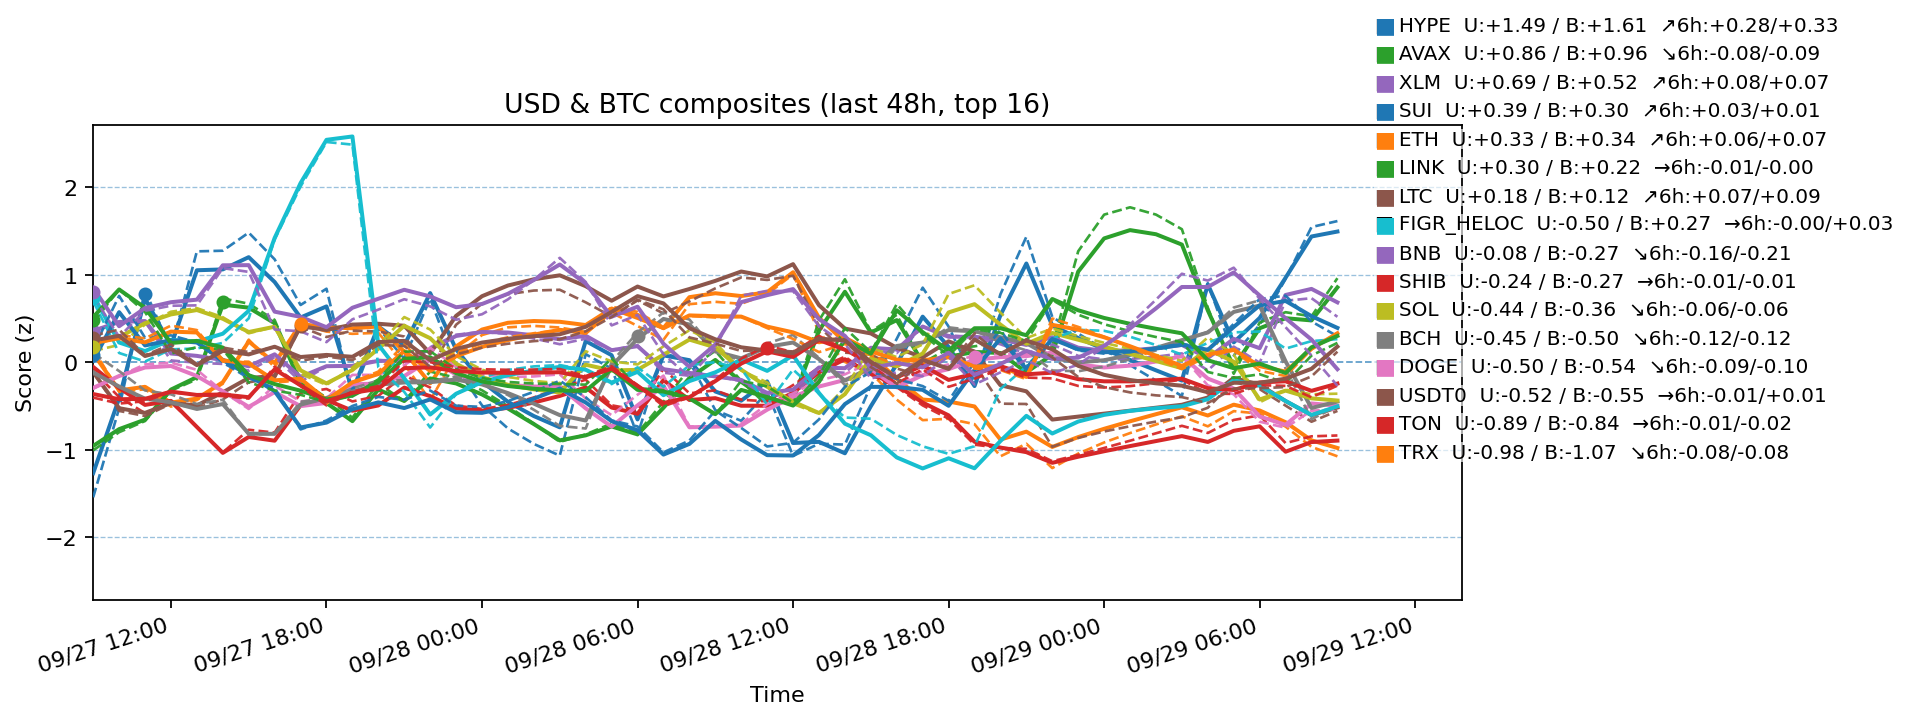 HYPE U:+1.49 / B:+1.61 ↗6h:+0.28/+0.33
AVAX U:+0.86 / B:+0.96 ↘6h:-0.08/-0.09
XLM U:+0.69 / B:+0.52 ↗6h:+0.08/+0.07
SUI U:+0.39 / B:+0.30 ↗6h:+0.03/+0.01
ETH U:+0.33 / B:+0.34 ↗6h:+0.06/+0.07
LINK U:+0.30 / B:+0.22 →6h:-0.01/-0.00
LTC U:+0.18 / B:+0.12 ↗6h:+0.07/+0.09
FIGR_HELOC U:-0.50 / B:+0.27 →6h:-0.00/+0.03
BNB U:-0.08 / B:-0.27 ↘6h:-0.16/-0.21
SHIB U:-0.24 / B:-0.27 →6h:-0.01/-0.01
SOL U:-0.44 / B:-0.36 ↘6h:-0.06/-0.06
BCH U:-0.45 / B:-0.50 ↘6h:-0.12/-0.12
DOGE U:-0.50 / B:-0.54 ↘6h:-0.09/-0.10
USDT0 U:-0.52 / B:-0.55 →6h:-0.01/+0.01
TON U:-0.89 / B:-0.84 →6h:-0.01/-0.02
TRX U:-0.98 / B:-1.07 ↘6h:-0.08/-0.08
USD & BTC composites (last 48h, top 16)
Score (z)
2
1
0
−1
−2
09/27 12:00
09/27 18:00
09/28 00:00
09/28 06:00
09/28 12:00
09/28 18:00
09/29 00:00
09/29 06:00
09/29 12:00
Time